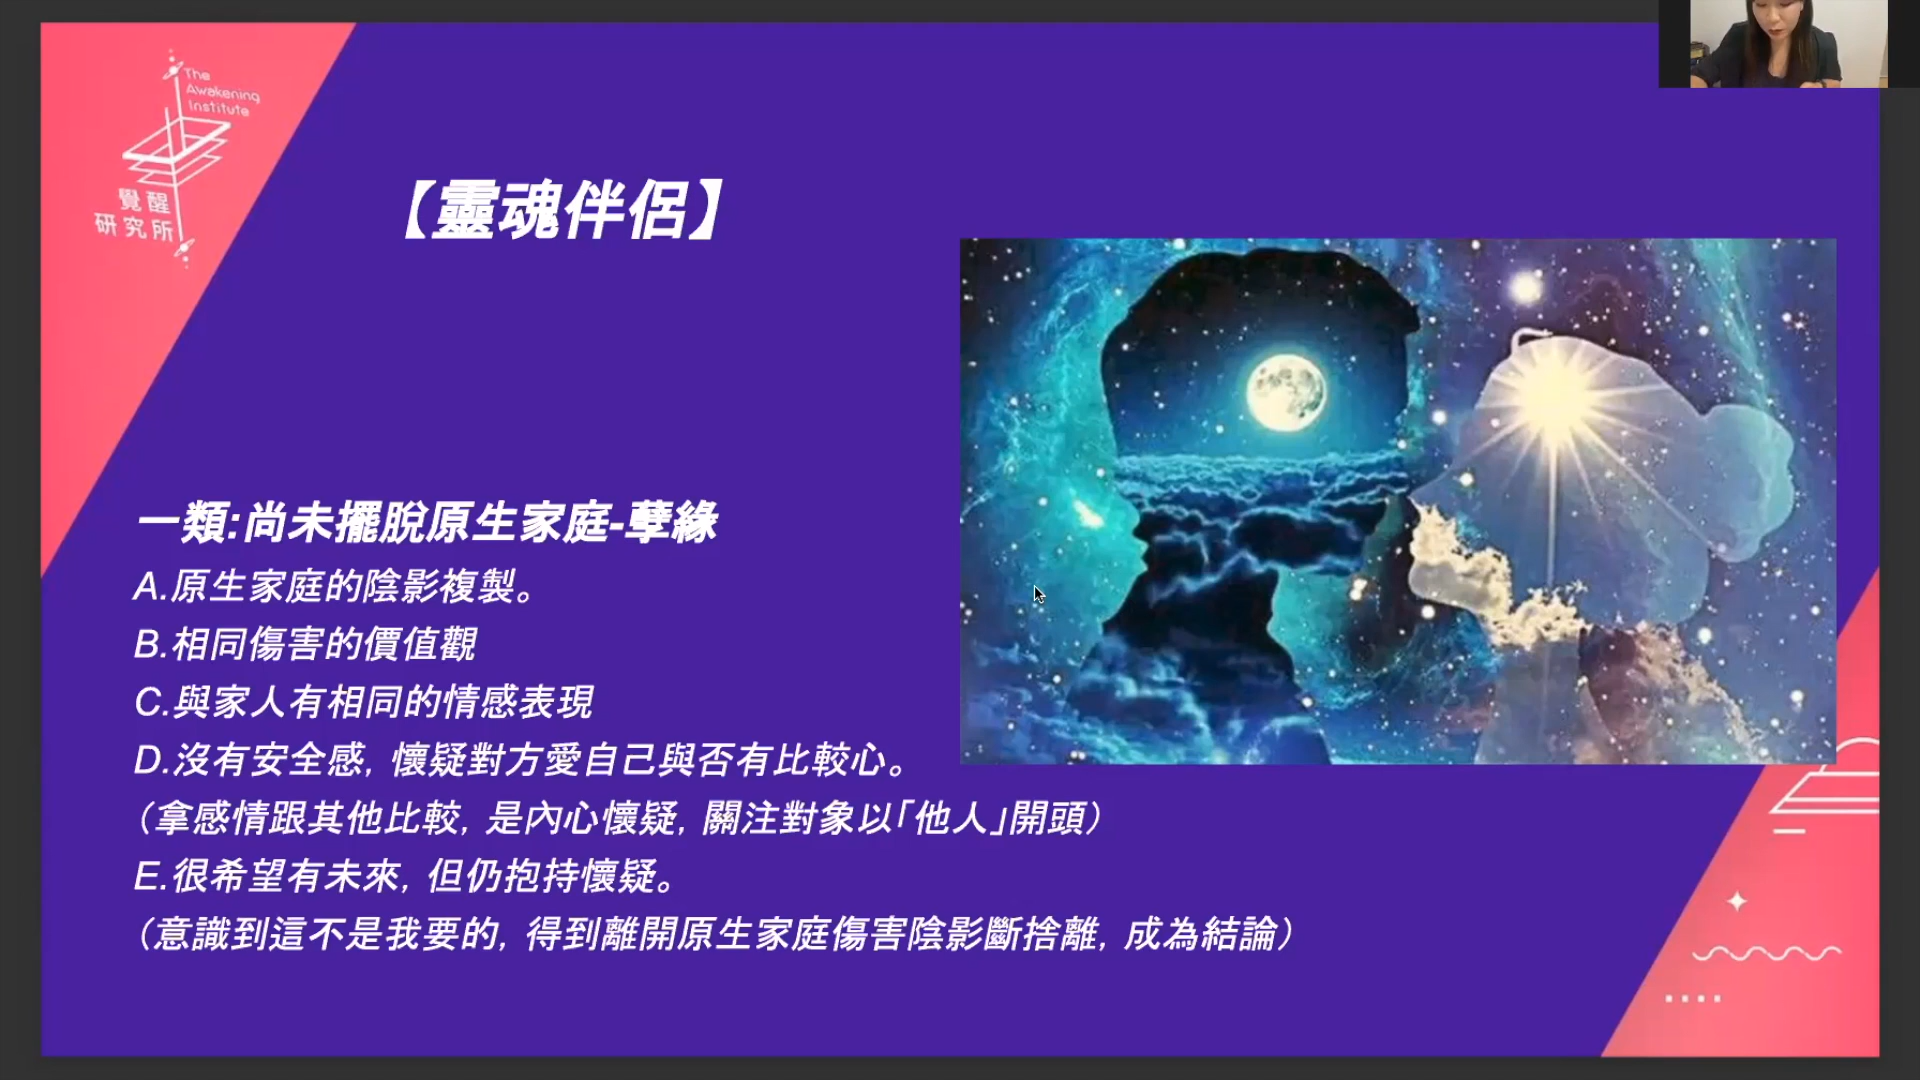 The
Awakening
Institute
覺醒
研究所
【靈魂伴侶】
一類:尚未擺脫原生家庭-孽緣
A.原生家庭的陰影複製。
B.相同傷害的價值觀
C.與家人有相同的情感表現
D.沒有安全感, 懷疑對方愛自己與否有比較心。
（拿感情跟其他比較, 是內心懷疑, 關注對象以「他人」開頭）
E.很希望有未來, 但仍抱持懷疑。
（意識到這不是我要的, 得到離開原生家庭傷害陰影斷捨離, 成為結論）